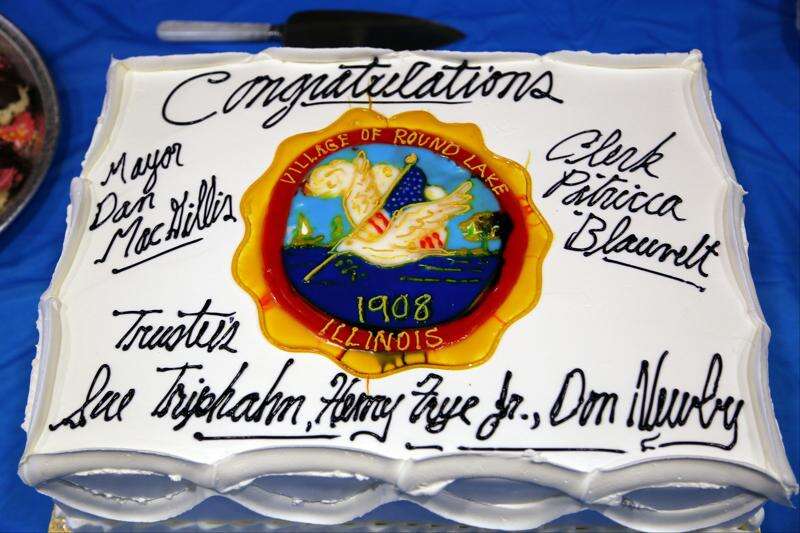 Congratulations
Mayor
Dan
MacGillis
VILLAGE OF ROUND LAKE
1908
ILLINOIS
Clerk
Patricca
Blauvelt
Trustees
Sue Triphahn, Henry Frye Jr., Don Newby